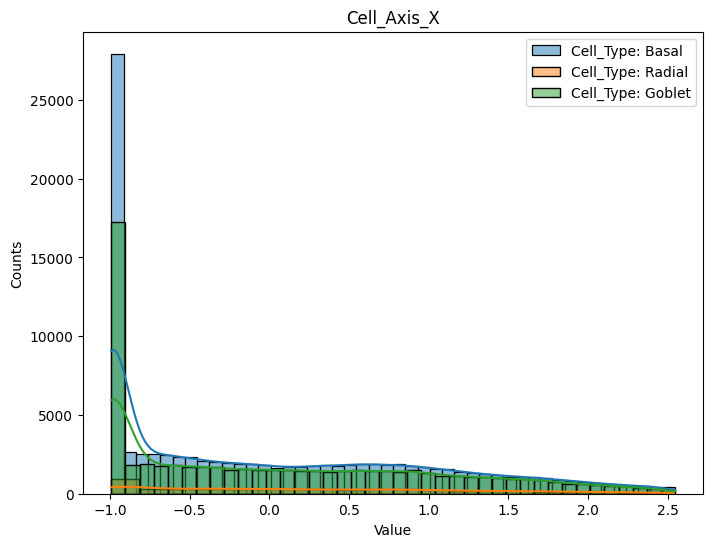 Cell_Axis_X
Cell_Type: Basal
Cell_Type: Radial
Cell_Type: Goblet
Counts
25000
20000
15000
10000
5000
0
−1.0 −0.5 0.0 0.5 1.0 1.5 2.0 2.5
Value